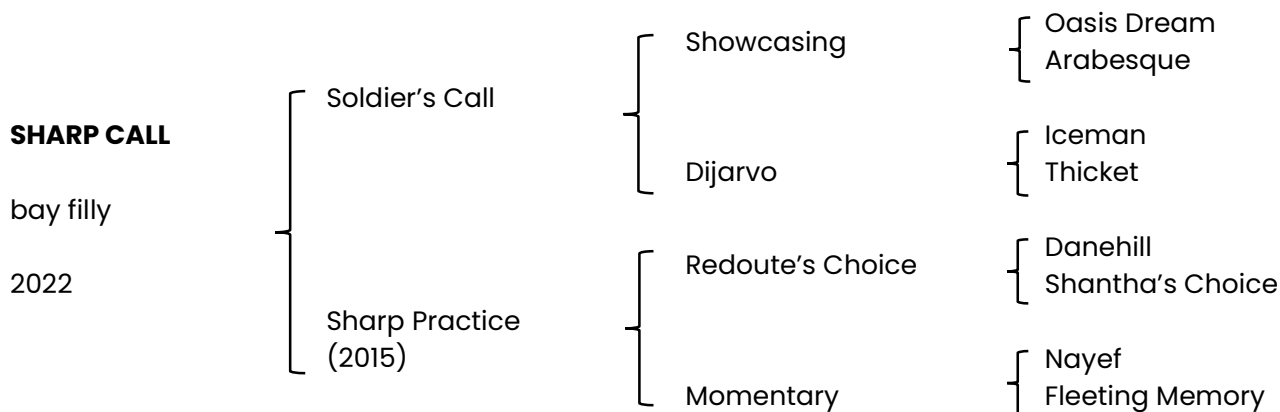 SHARP CALL
bay filly
2022
Soldier's Call
Sharp Practice
(2015)
Showcasing
Dijarvo
Redoute's Choice
Momentary
Oasis Dream
Arabesque
Iceman
Thicket
Danehill
Shantha's Choice
Nayef
Fleeting Memory